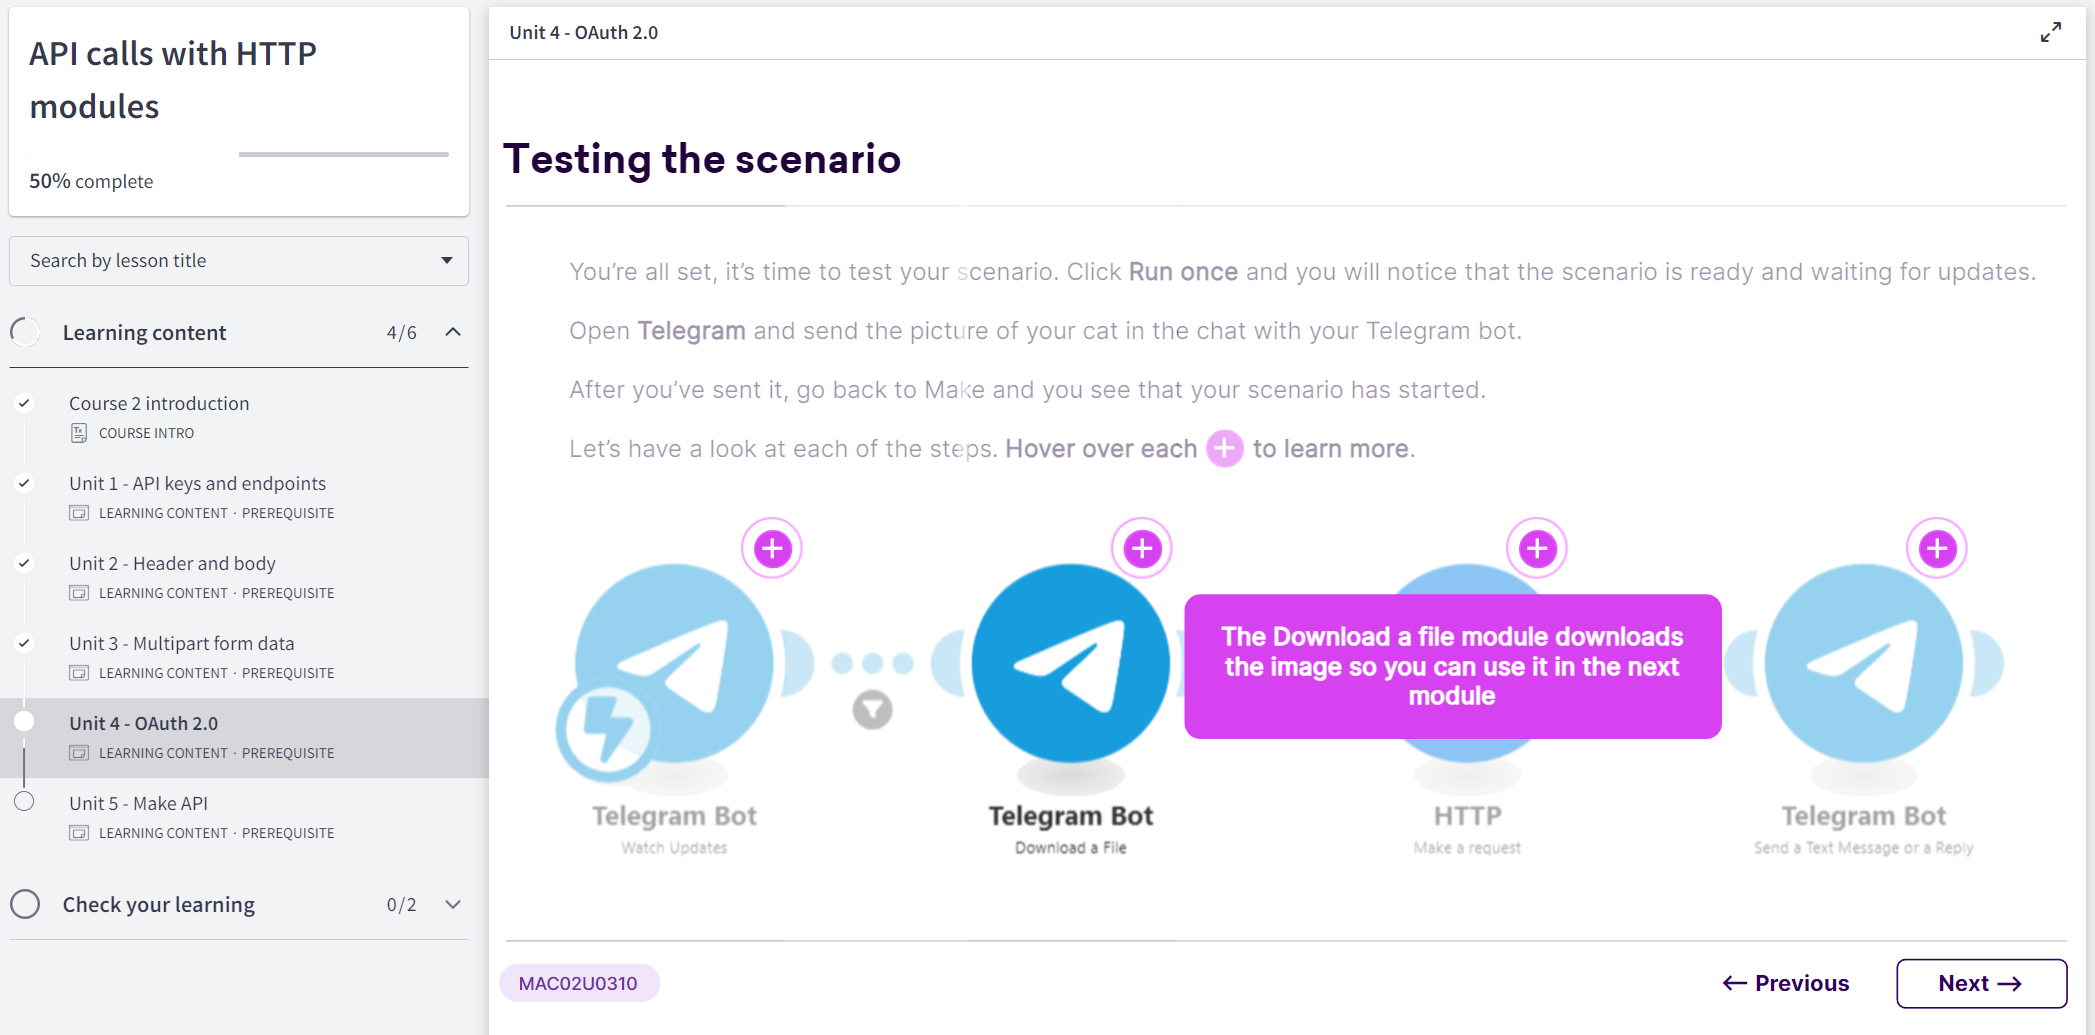 API calls with HTTP
modules
50% complete
Search by lesson title
Learning content 4/6
Course 2 introduction
COURSE INTRO
Unit 1 - API keys and endpoints
LEARNING CONTENT · PREREQUISITE
Unit 2 - Header and body
LEARNING CONTENT · PREREQUISITE
Unit 3 - Multipart form data
LEARNING CONTENT · PREREQUISITE
Unit 4 - OAuth 2.0
LEARNING CONTENT · PREREQUISITE
Unit 5 - Make API
LEARNING CONTENT · PREREQUISITE
Check your learning 0/2
Unit 4 - OAuth 2.0
Testing the scenario
You’re all set, it’s time to test your scenario. Click Run once and you will notice that the scenario is ready and waiting for updates.
Open Telegram and send the picture of your cat in the chat with your Telegram bot.
After you’ve sent it, go back to Make and you see that your scenario has started.
Let’s have a look at each of the steps. Hover over each + to learn more.
The Download a file module downloads
the image so you can use it in the next
module
Telegram Bot
Watch Updates
Telegram Bot
Download a File
HTTP
Make a request
Telegram Bot
Send a Text Message or a Reply
MAC02U0310
← Previous
Next →